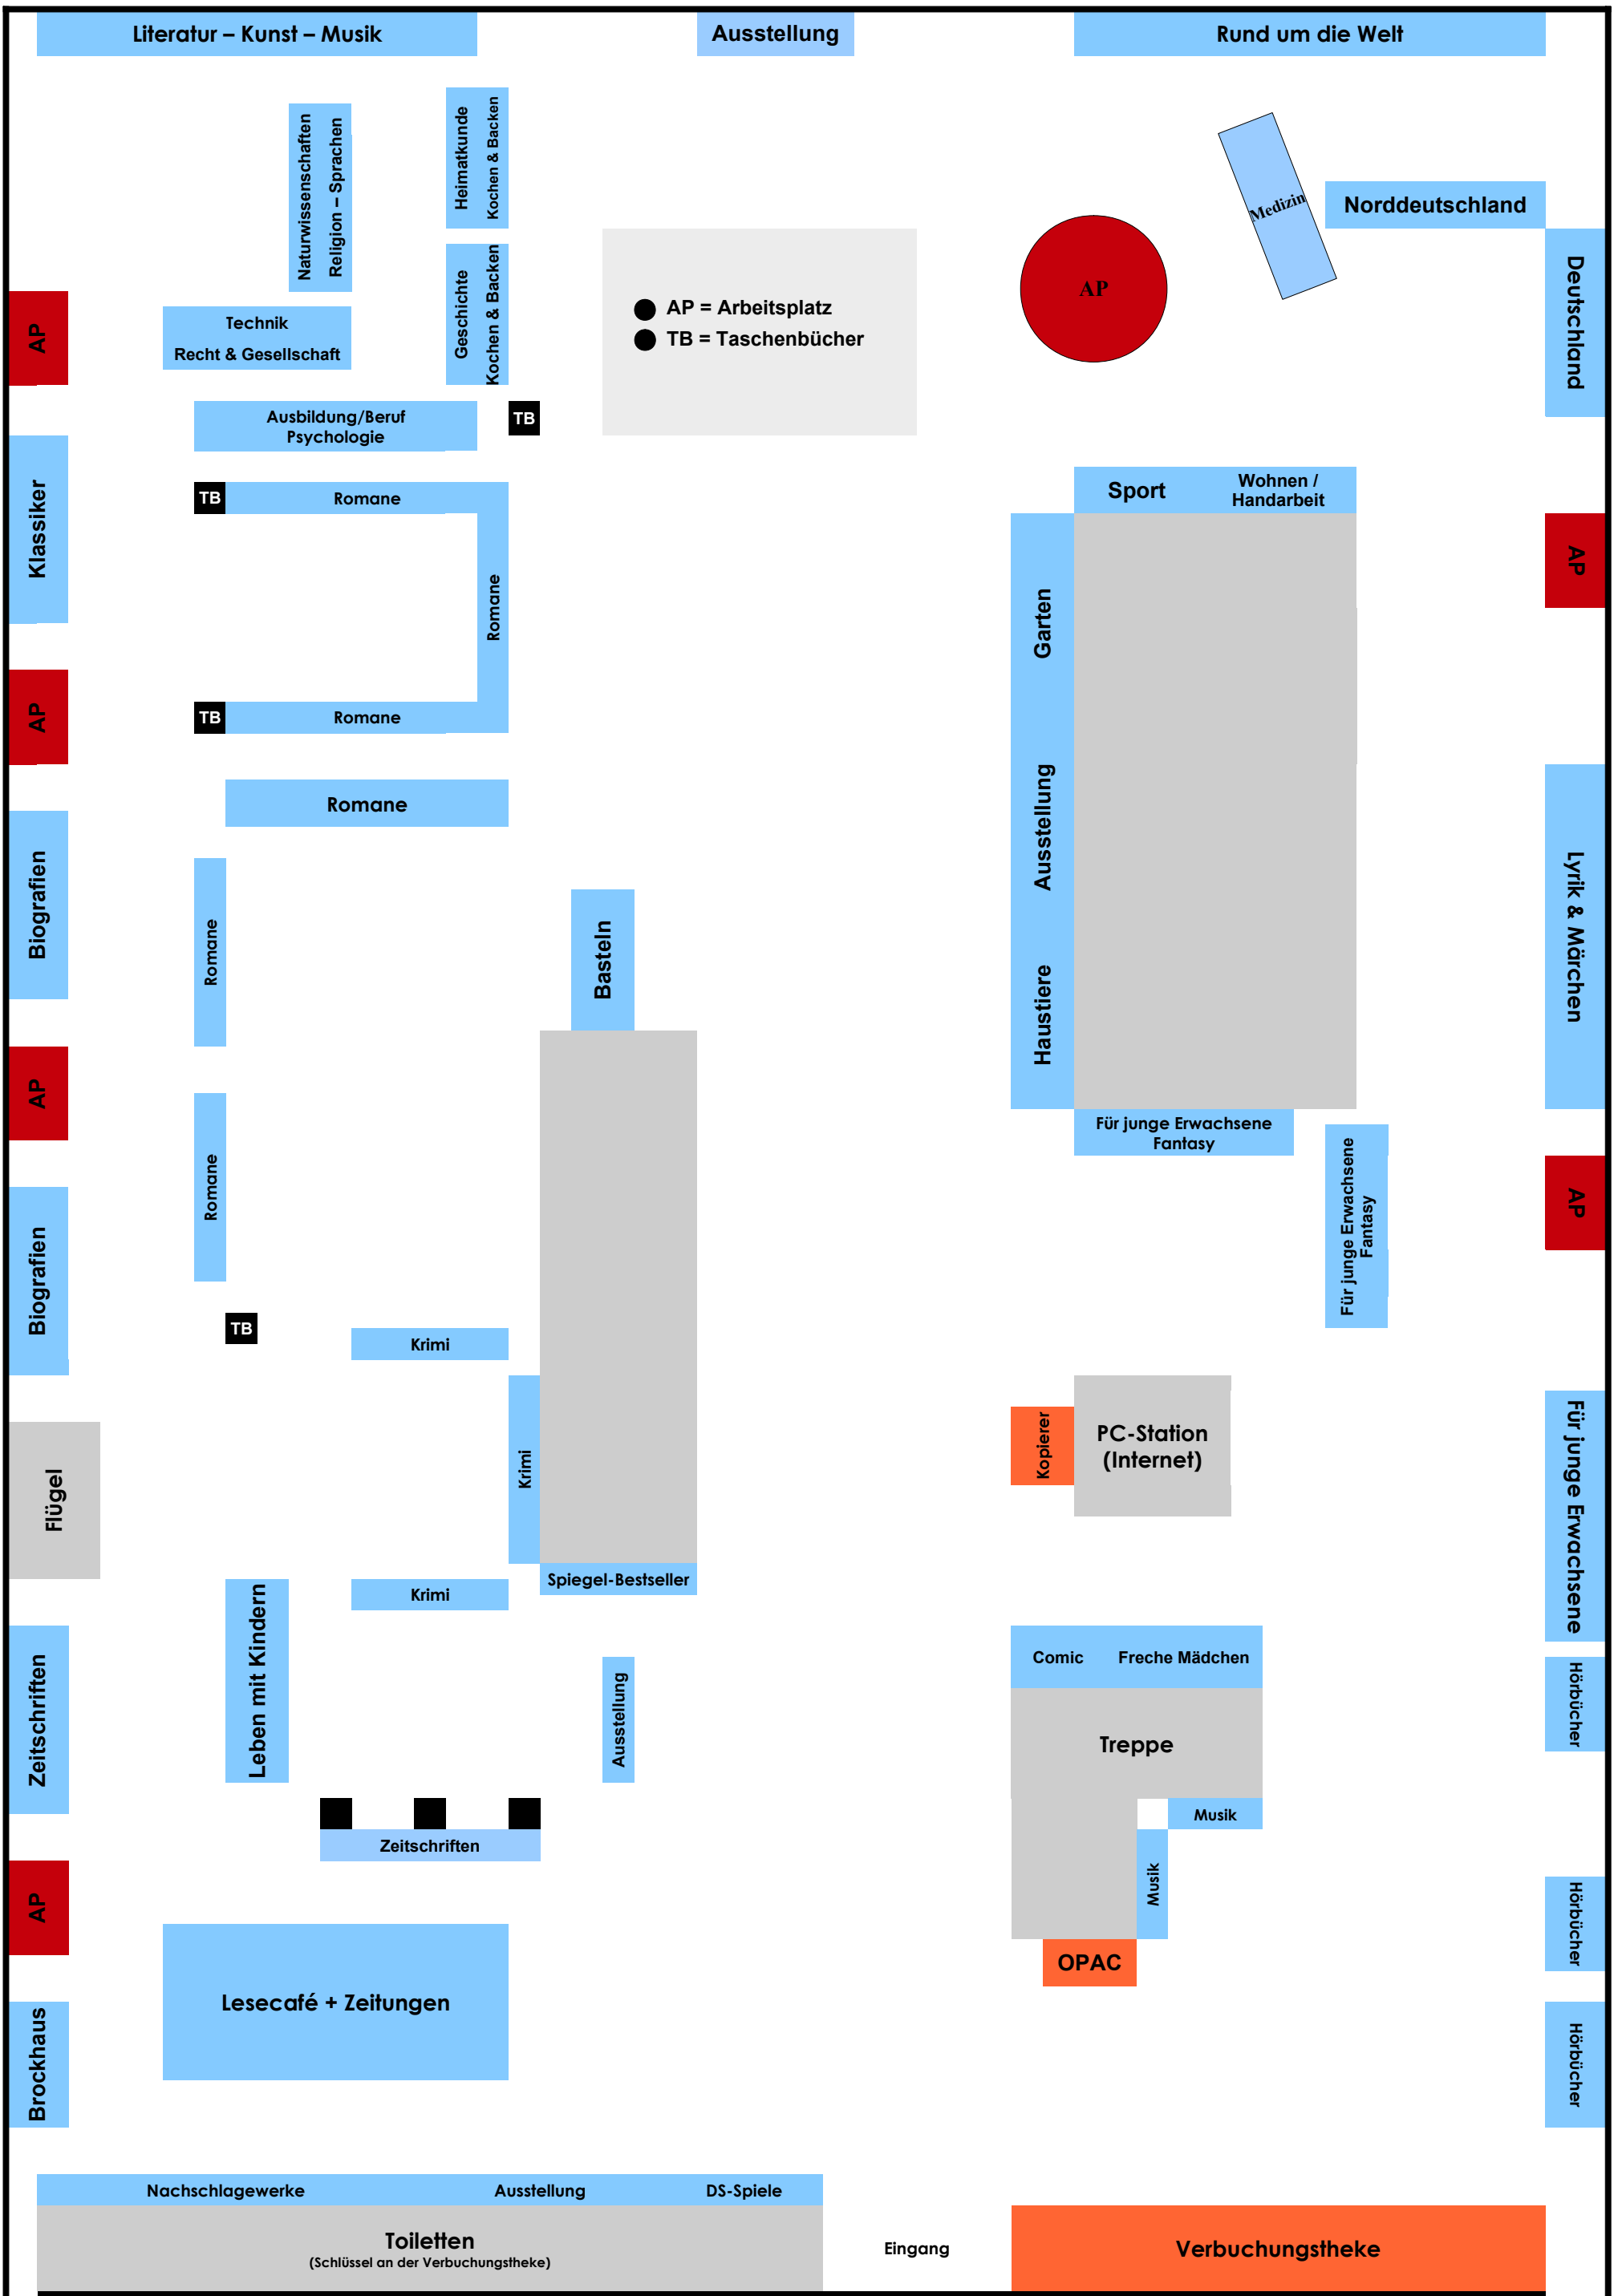 Literatur – Kunst – Musik
Ausstellung
Rund um die Welt
Naturwissenschaften
Religion – Sprachen
Heimatkunde
Kochen & Backen
Medizin
Norddeutschland
Deutschland
AP
Technik
Recht & Gesellschaft
Geschichte
Kochen & Backen
AP = Arbeitsplatz
TB = Taschenbücher
AP
Ausbildung/Beruf
Psychologie
TB
Klassiker
TB
Romane
Romane
Sport
Wohnen /
Handarbeit
Garten
AP
AP
TB
Romane
Romane
Ausstellung
Lyrik & Märchen
Biografien
Romane
Basteln
Haustiere
AP
Romane
Für junge Erwachsene
Fantasy
Für junge Erwachsene
Fantasy
AP
Biografien
TB
Krimi
Krimi
Kopierer
PC-Station
(Internet)
Für junge Erwachsene
Flügel
Spiegel-Bestseller
Krimi
Leben mit Kindern
Zeitschriften
Ausstellung
Comic
Freche Mädchen
Hörbücher
Treppe
Musik
Zeitschriften
Musik
AP
Hörbücher
OPAC
Lesecafé + Zeitungen
Brockhaus
Hörbücher
Nachschlagewerke
Ausstellung
DS-Spiele
Toiletten
(Schlüssel an der Verbuchungstheke)
Eingang
Verbuchungstheke